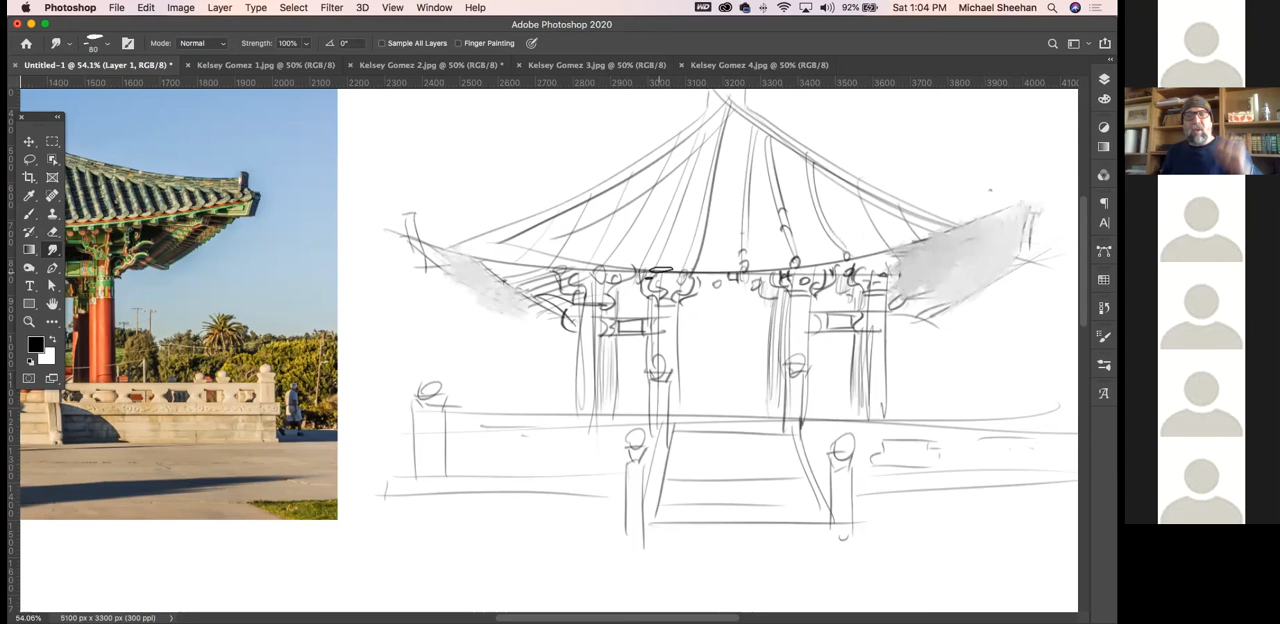 Photoshop File Edit Image Layer Type Select Filter 3D View Window Help 92% Sat 1:04 PM Michael Sheehan
Adobe Photoshop 2020
80 Mode: Normal Strength: 100% 0° Sample All Layers Finger Painting
Untitled-1 @ 54.1% (Layer 1, RGB/8) * Kelsey Gomez 1.jpg @ 50% (RGB/8) Kelsey Gomez 2.jpg @ 50% (RGB/8) * Kelsey Gomez 3.jpg @ 50% (RGB/8) Kelsey Gomez 4.jpg @ 50% (RGB/8)
1400 1500 1600 1700 1800 1900 2000 2100 2200 2300 2400 2500 2600 2700 2800 2900 3000 3100 3200 3300 3400 3500 3600 3700 3800 3900 4000 4100
54.06% 5100 px x 3300 px (300 ppi)